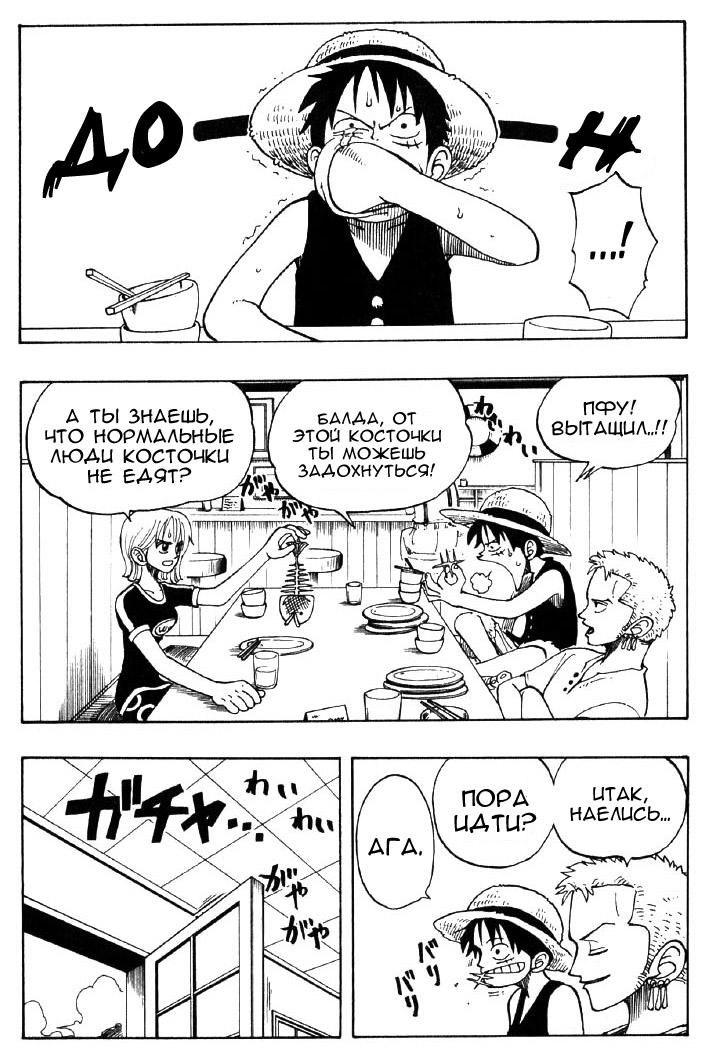 ДО
Н
....!
ПФУ!
ВЫТАЩИЛ..!!
わい
わい
БАЛДА, ОТ
ЭТОЙ КОСТОЧКИ
ТЫ МОЖЕШЬ
ЗАДОХНУТЬСЯ!
がや
がや
А ТЫ ЗНАЕШЬ,
ЧТО НОРМАЛЬНЫЕ
ЛЮДИ КОСТОЧКИ
НЕ ЕДЯТ?
ИТАК,
НАЕЛИСЬ...
ПОРА
ИДТИ?
АГА.
バリ
バリ
わい
わい
ガチャ...
がや
がや